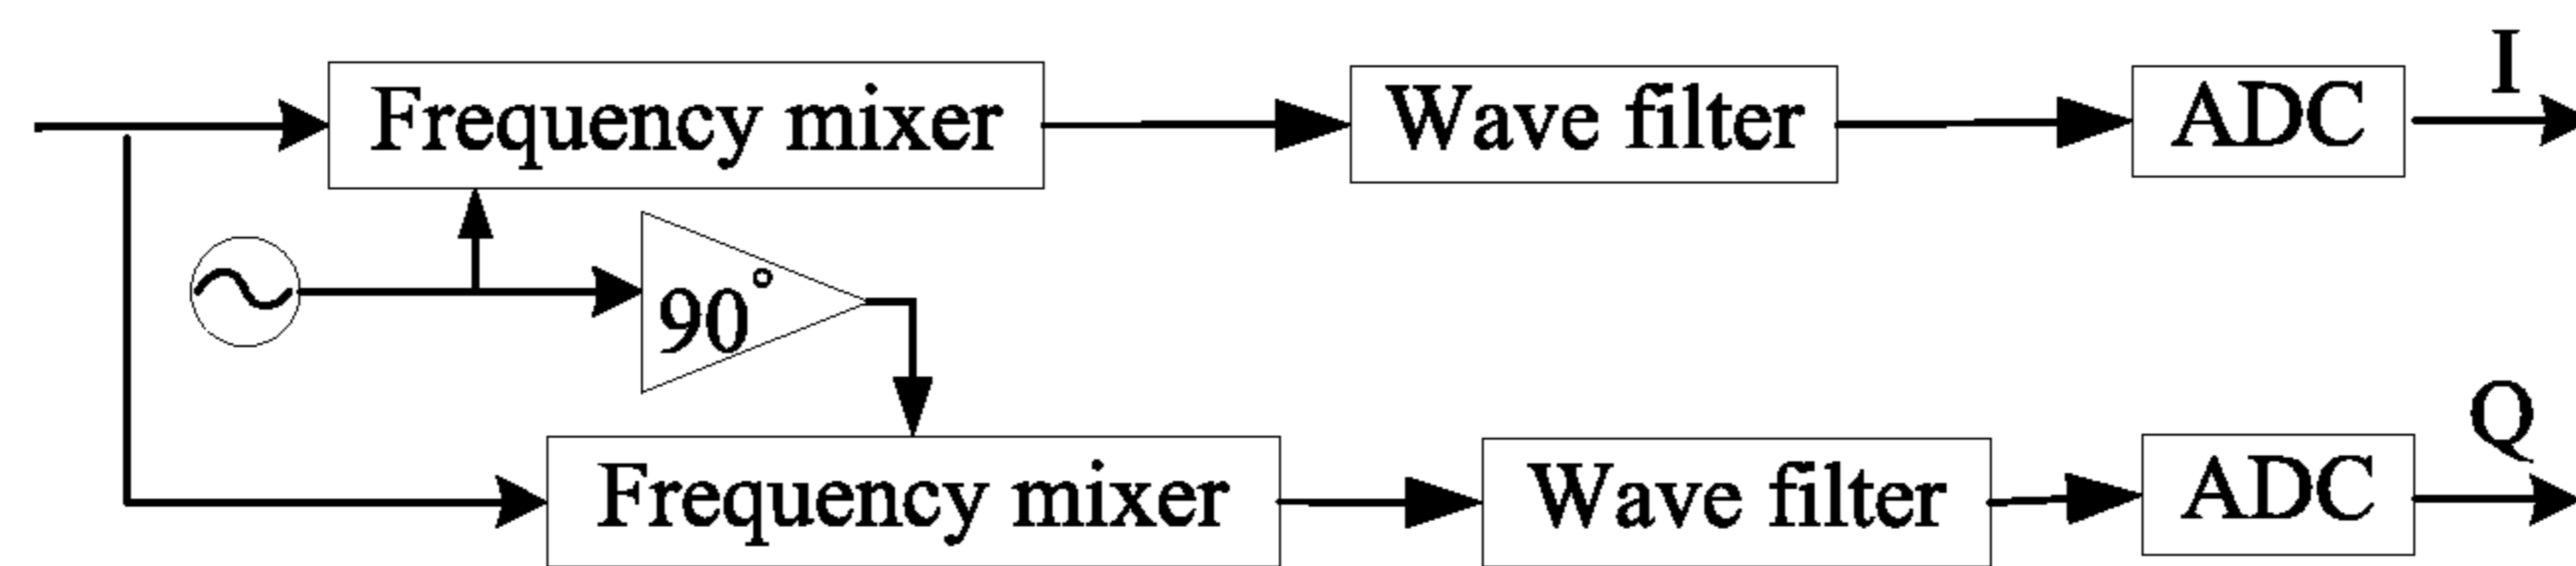 Frequency mixer
Wave filter
ADC
I
90°
Frequency mixer
Wave filter
ADC
Q